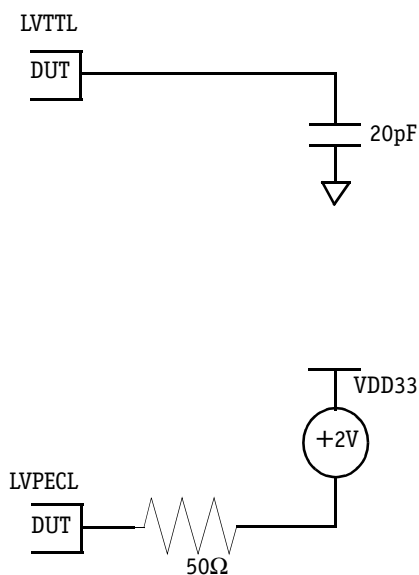 LVTTL
DUT
20pF
VDD33
+2V
LVPECL
DUT
50Ω